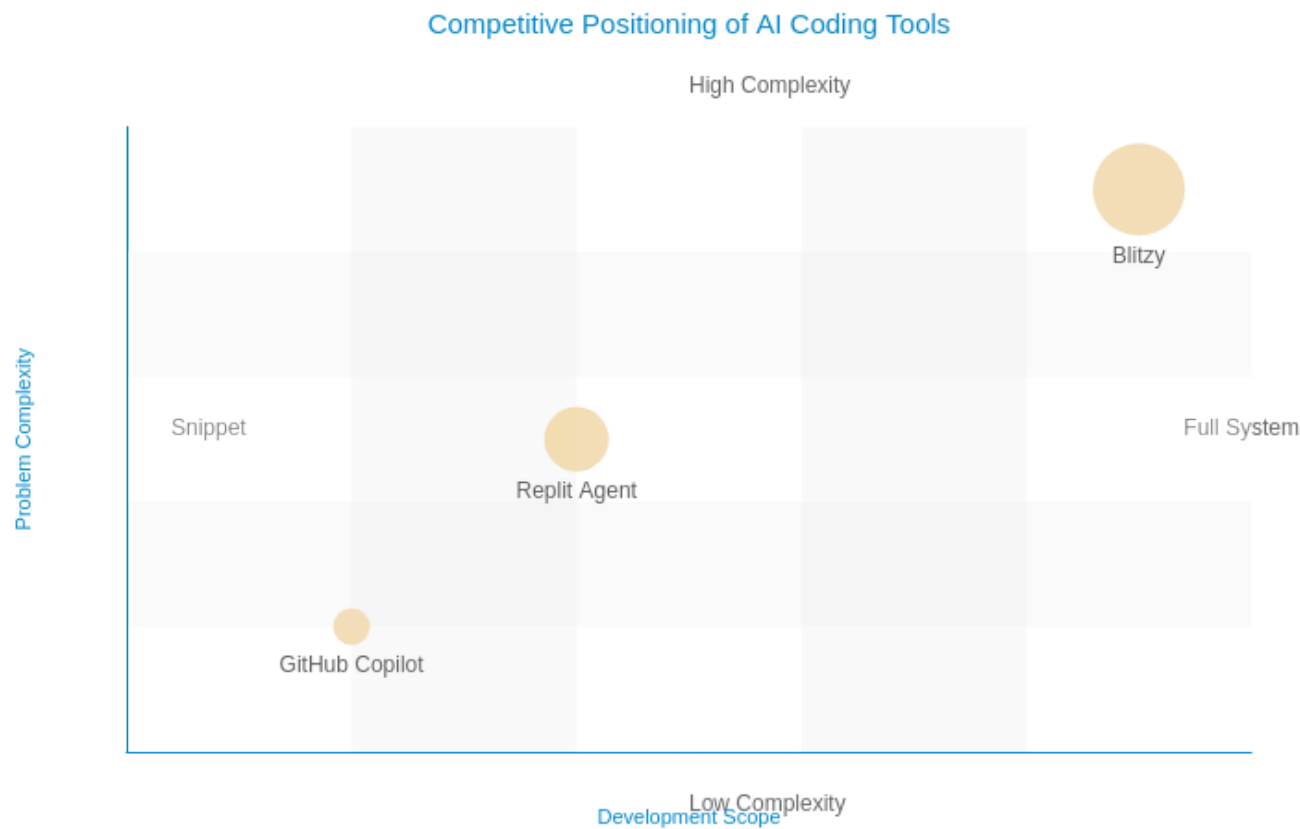 Competitive Positioning of AI Coding Tools
High Complexity
Blitzy
Problem Complexity
Snippet
Full System
Replit Agent
GitHub Copilot
Low Complexity
Development Scope